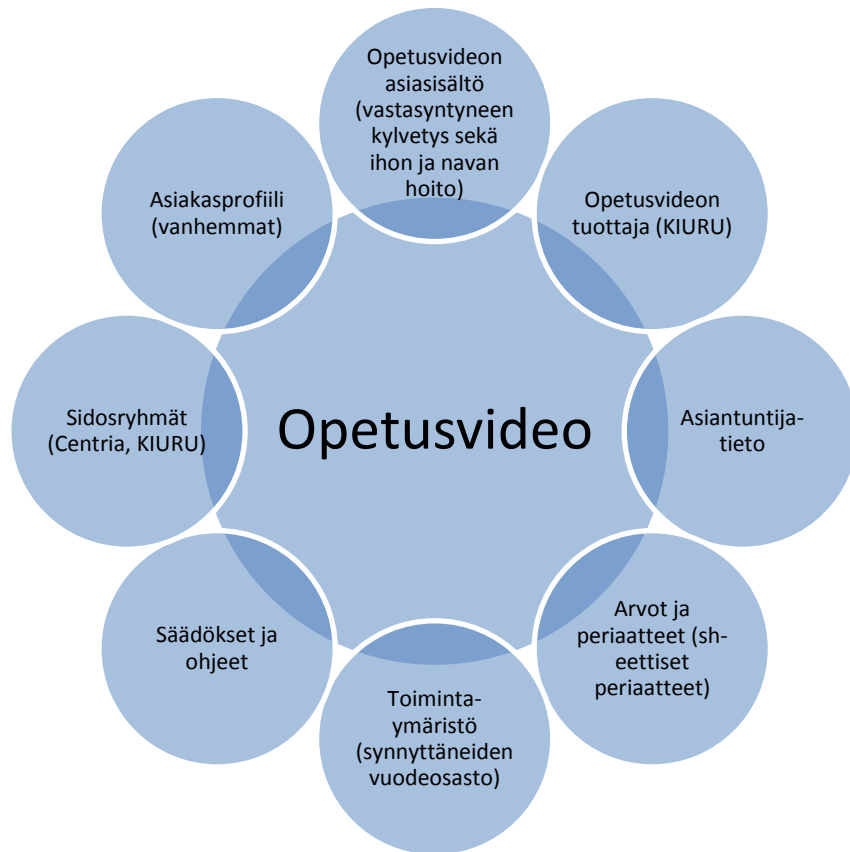 Opetusvideon
asiasisältö
(vastasyntyneen
kylvetys sekä
ihon ja navan
hoito)
Opetusvideon
tuottaja (KIURU)
Asiantuntija-
tieto
Arvot ja
periaatteet (sh-
eettiset
periaatteet)
Toiminta-
ymäristö
(synnyttäneiden
vuodeosasto)
Säädökset ja
ohjeet
Sidosryhmät
(Centria, KIURU)
Asiakasprofiili
(vanhemmat)
Opetusvideo